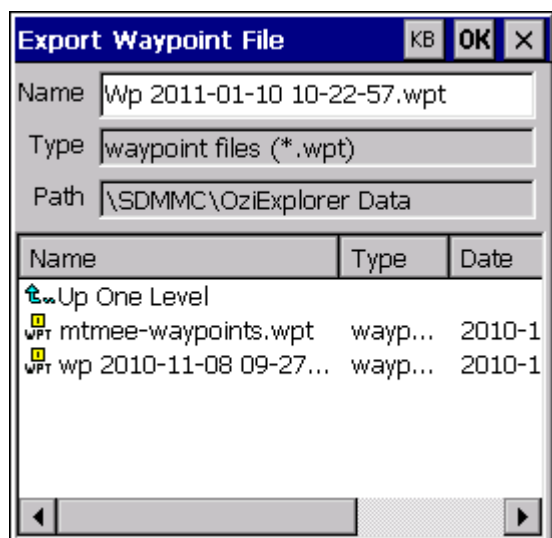 Export Waypoint File KB OK ×
Name Wp 2011-01-10 10-22-57.wpt
Type waypoint files (*.wpt)
Path \SDMMC\OziExplorer Data
Name Type Date
Up One Level
WPT mtmee-waypoints.wpt wayp... 2010-1
WPT wp 2010-11-08 09-27... wayp... 2010-1